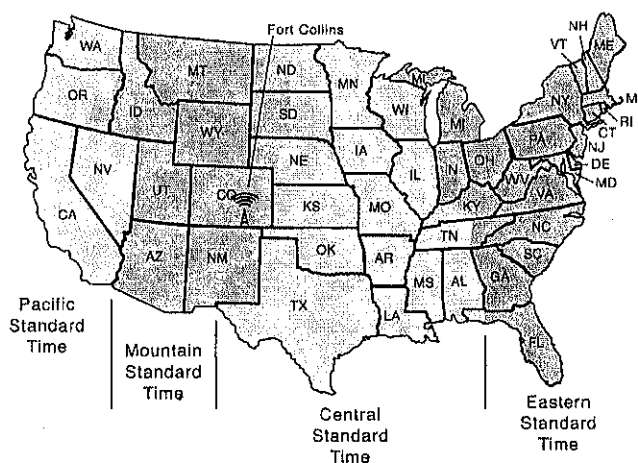 Fort Collins
NH
VT
ME
WA
MT
ND
MN
OR
ID
WY
SD
WI
MI
MI
NY
M
RI
CT
NJ
PA
DE
MD
NV
UT
CO
NE
IA
IL
IN
OH
WV
VA
CA
KS
MO
KY
NC
TN
SC
AZ
NM
OK
AR
MS
AL
GA
TX
LA
FL
Pacific
Standard
Time
Mountain
Standard
Time
Central
Standard
Time
Eastern
Standard
Time